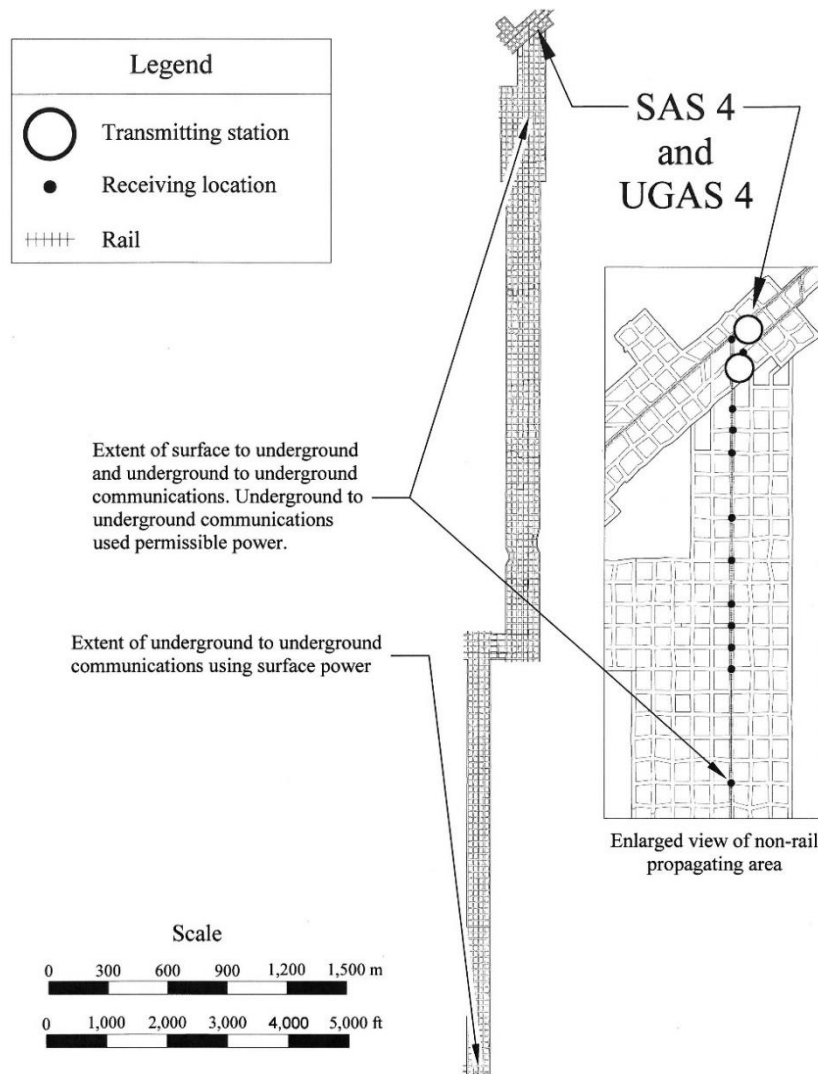 Legend
Transmitting station
Receiving location
Rail
SAS 4
and
UGAS 4
Extent of surface to underground
and underground to underground
communications. Underground to
underground communications
used permissible power.
Extent of underground to underground
communications using surface power
Enlarged view of non-rail
propagating area
Scale
0 300 600 900 1,200 1,500 m
0 1,000 2,000 3,000 4,000 5,000 ft